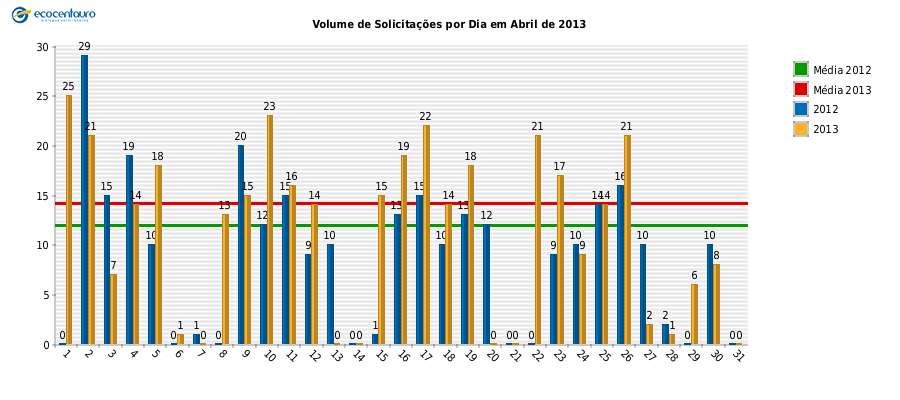 ecocentauro
Volume de Solicitações por Dia em Abril de 2013
Média 2012
Média 2013
2012
2013
30
25
20
15
10
5
0
0 25 29 21 15 7 19 14 10 18 0 1 1 0 0 13 20 15 12 23 15 16 9 14 10 0 0 0 1 15 13 19 15 22 10 14 13 18 12 0 0 0 0 21 9 17 10 9 14 14 16 21 10 2 2 1 0 6 10 8 0 0
1 2 3 4 5 6 7 8 9 10 11 12 13 14 15 16 17 18 19 20 21 22 23 24 25 26 27 28 29 30 31